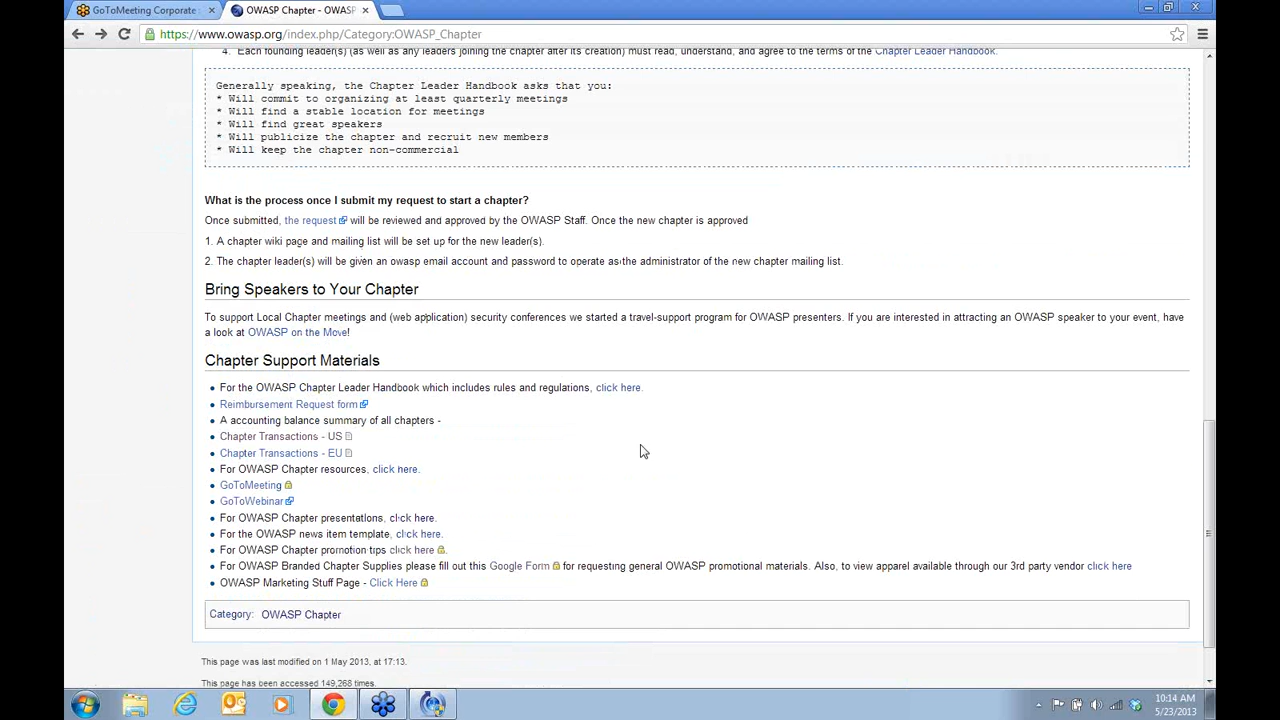 GoToMeeting Corporate
OWASP Chapter - OWASP
https://www.owasp.org/index.php/Category:OWASP_Chapter
4. Each founding leader(s) (as well as any leaders joining the chapter after its creation) must read, understand, and agree to the terms of the Chapter Leader Handbook.
Generally speaking, the Chapter Leader Handbook asks that you:
* Will commit to organizing at least quarterly meetings
* Will find a stable location for meetings
* Will find great speakers
* Will publicize the chapter and recruit new members
* Will keep the chapter non-commercial
What is the process once I submit my request to start a chapter?
Once submitted, the request will be reviewed and approved by the OWASP Staff. Once the new chapter is approved
1. A chapter wiki page and mailing list will be set up for the new leader(s).
2. The chapter leader(s) will be given an owasp email account and password to operate as the administrator of the new chapter mailing list.
Bring Speakers to Your Chapter
To support Local Chapter meetings and (web application) security conferences we started a travel-support program for OWASP presenters. If you are interested in attracting an OWASP speaker to your event, have
a look at OWASP on the Move!
Chapter Support Materials
• For the OWASP Chapter Leader Handbook which includes rules and regulations, click here.
• Reimbursement Request form
• A accounting balance summary of all chapters -
• Chapter Transactions - US
• Chapter Transactions - EU
• For OWASP Chapter resources, click here.
• GoToMeeting
• GoToWebinar
• For OWASP Chapter presentations, click here.
• For the OWASP news item template, click here.
• For OWASP Chapter promotion tips click here.
• For OWASP Branded Chapter Supplies please fill out this Google Form for requesting general OWASP promotional materials. Also, to view apparel available through our 3rd party vendor click here
• OWASP Marketing Stuff Page - Click Here
Category: OWASP Chapter
This page was last modified on 1 May 2013, at 17:13.
This page has been accessed 149,268 times.
10:14 AM
5/23/2013